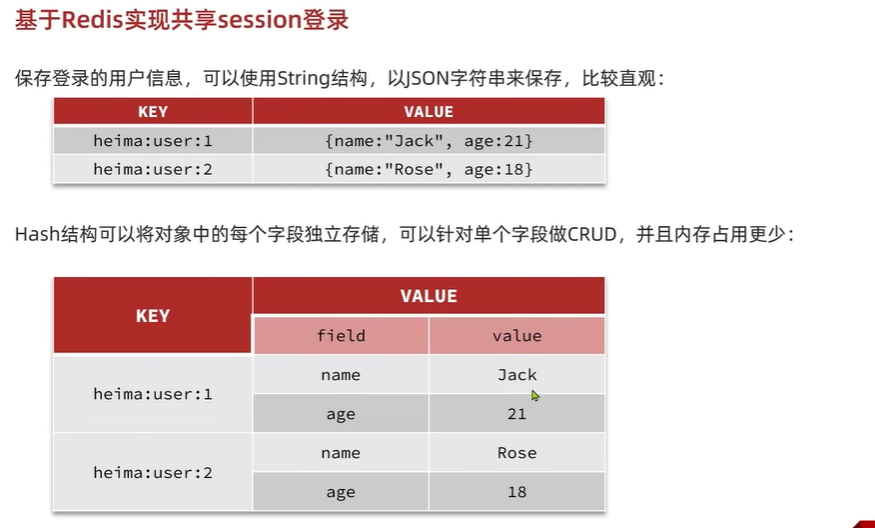 基于Redis实现共享session登录
保存登录的用户信息，可以使用String结构，以JSON字符串来保存，比较直观：
KEY VALUE
heima:user:1 {name:"Jack", age:21}
heima:user:2 {name:"Rose", age:18}
Hash结构可以将对象中的每个字段独立存储，可以针对单个字段做CRUD，并且内存占用更少：
KEY VALUE
field value
heima:user:1 name Jack
age 21
heima:user:2 name Rose
age 18